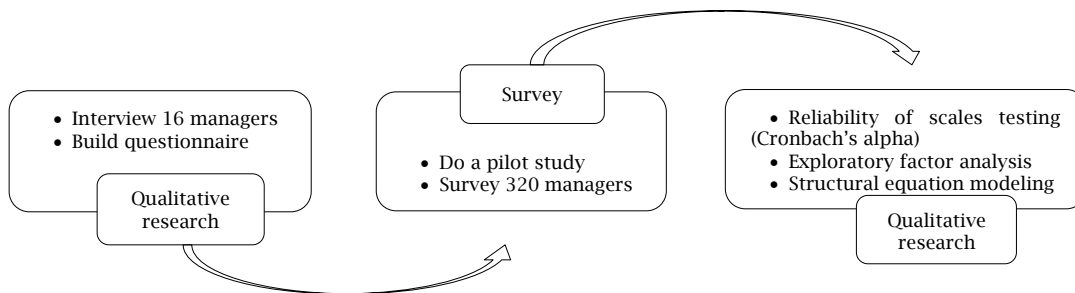 • Interview 16 managers
• Build questionnaire
Qualitative
research
Survey
• Do a pilot study
• Survey 320 managers
• Reliability of scales testing
(Cronbach's alpha)
• Exploratory factor analysis
• Structural equation modeling
Qualitative
research